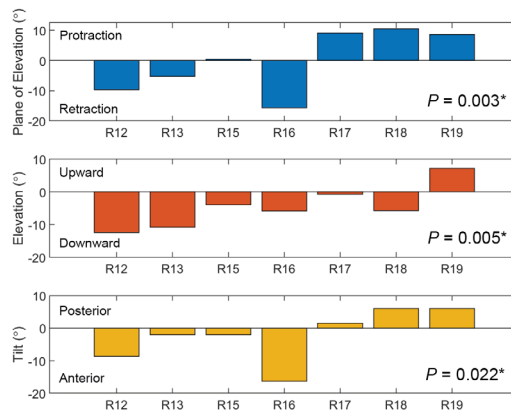 Plane of Elevation (°)
10
0
-10
-20
Protraction
Retraction
P = 0.003*
R12 R13 R15 R16 R17 R18 R19
Elevation (°)
10
0
-10
-20
Upward
Downward
P = 0.005*
R12 R13 R15 R16 R17 R18 R19
Tilt (°)
10
0
-10
-20
Posterior
Anterior
P = 0.022*
R12 R13 R15 R16 R17 R18 R19